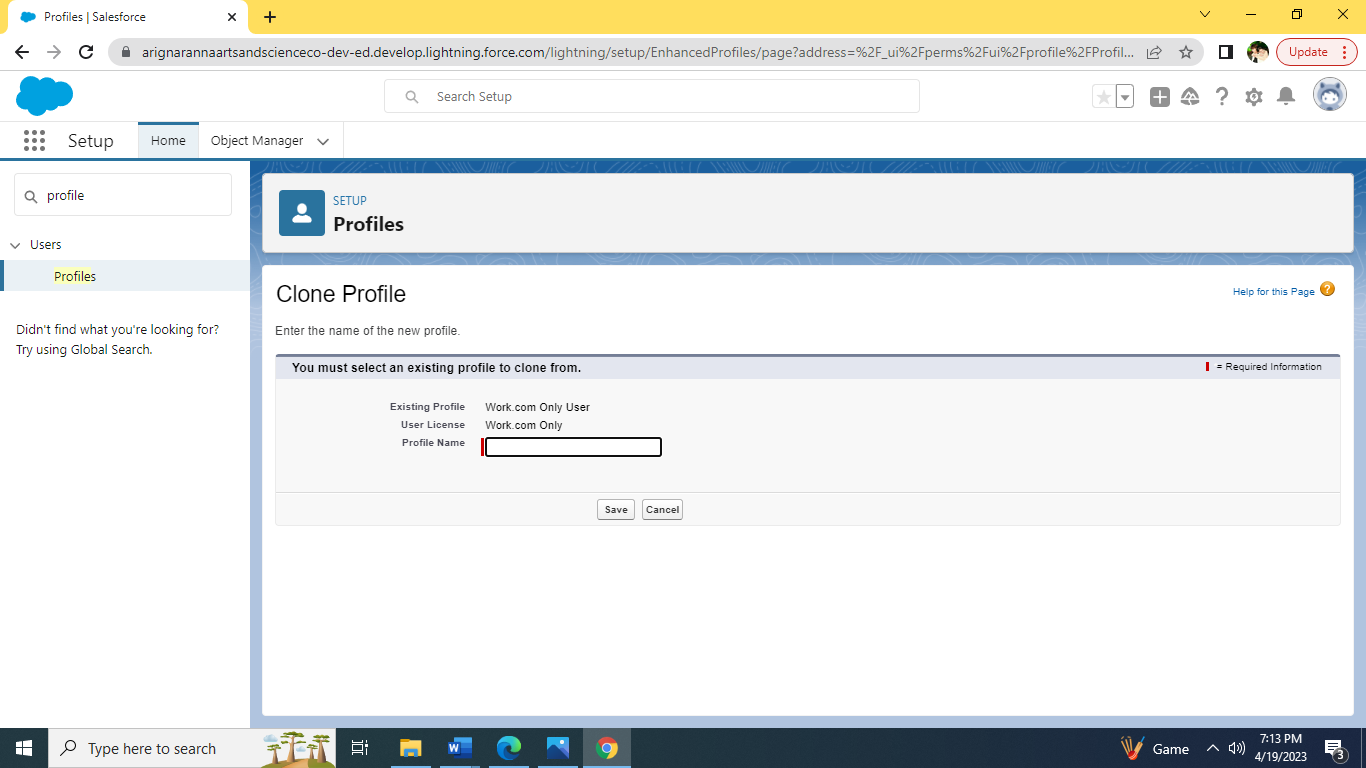 Profiles | Salesforce
arignarannaartsandscienceco-dev-ed.develop.lightning.force.com/lightning/setup/EnhancedProfiles/page?address=%2F_ui%2Fperms%2Fui%2Fprofile%2FProfil...
Update
Search Setup
Setup
Home
Object Manager
profile
Users
Profiles
Didn't find what you're looking for?
Try using Global Search.
SETUP
Profiles
Clone Profile
Help for this Page
Enter the name of the new profile.
You must select an existing profile to clone from.
= Required Information
Existing Profile Work.com Only User
User License Work.com Only
Profile Name
Save Cancel
Type here to search
Game
7:13 PM
4/19/2023
3